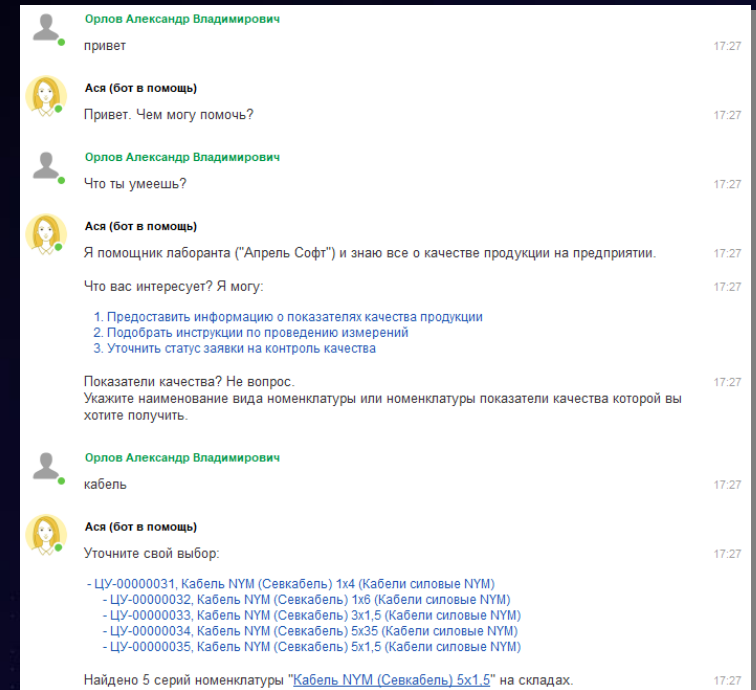 Орлов Александр Владимирович
привет 17:27
Ася (бот в помощь)
Привет. Чем могу помочь? 17:27
Орлов Александр Владимирович
Что ты умеешь? 17:27
Ася (бот в помощь)
Я помощник лаборанта ("Апрель Софт") и знаю все о качестве продукции на предприятии. 17:27
Что вас интересует? Я могу: 17:27
1. Предоставить информацию о показателях качества продукции
2. Подобрать инструкции по проведению измерений
3. Уточнить статус заявки на контроль качества
Показатели качества? Не вопрос. 17:27
Укажите наименование вида номенклатуры или номенклатуры показатели качества которой вы
хотите получить.
Орлов Александр Владимирович
кабель 17:27
Ася (бот в помощь)
Уточните свой выбор: 17:27
- ЦУ-00000031, Кабель NYM (Севкабель) 1х4 (Кабели силовые NYM)
- ЦУ-00000032, Кабель NYM (Севкабель) 1х6 (Кабели силовые NYM)
- ЦУ-00000033, Кабель NYM (Севкабель) 3х1,5 (Кабели силовые NYM)
- ЦУ-00000034, Кабель NYM (Севкабель) 5х35 (Кабели силовые NYM)
- ЦУ-00000035, Кабель NYM (Севкабель) 5х1,5 (Кабели силовые NYM)
Найдено 5 серий номенклатуры "Кабель NYM (Севкабель) 5х1,5" на складах. 17:27